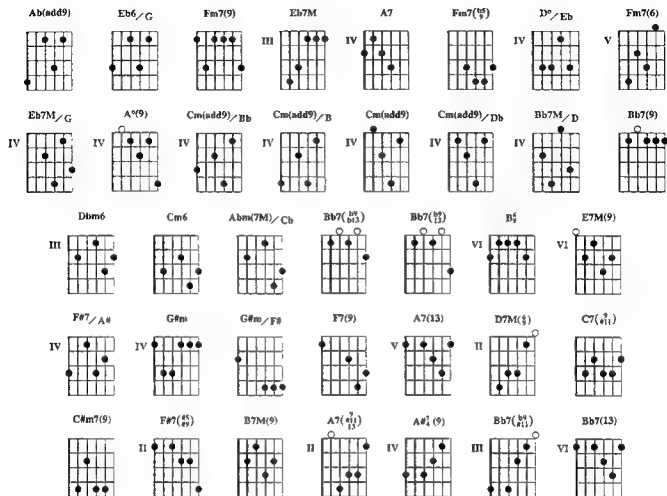 Ab(add9) Eb6/G Fm7(9) Eb7M A7 Fm7(b5 9) D°/Eb Fm7(6)
III IV IV V
Eb7M/G A°(9) Cm(add9)/Bb Cm(add9)/B Cm(add9) Cm(add9)/Db Bb7M/D Bb7(9)
IV IV IV IV IV IV IV
Dbm6 Cm6 Abm(7M)/Cb Bb7(b9 b13) Bb7(b9 13) E7M(9)
III VI VI
F#7/A# G#m G#m/F# F7(9) A7(13) D7M(6 9) C7(9 #11)
IV IV V II
C#m7(9) F#7(#5 #9) B7M(9) A7(9 #11 13) A#7 4(9) Bb7(b9 #11) Bb7(13)
II II IV III VI